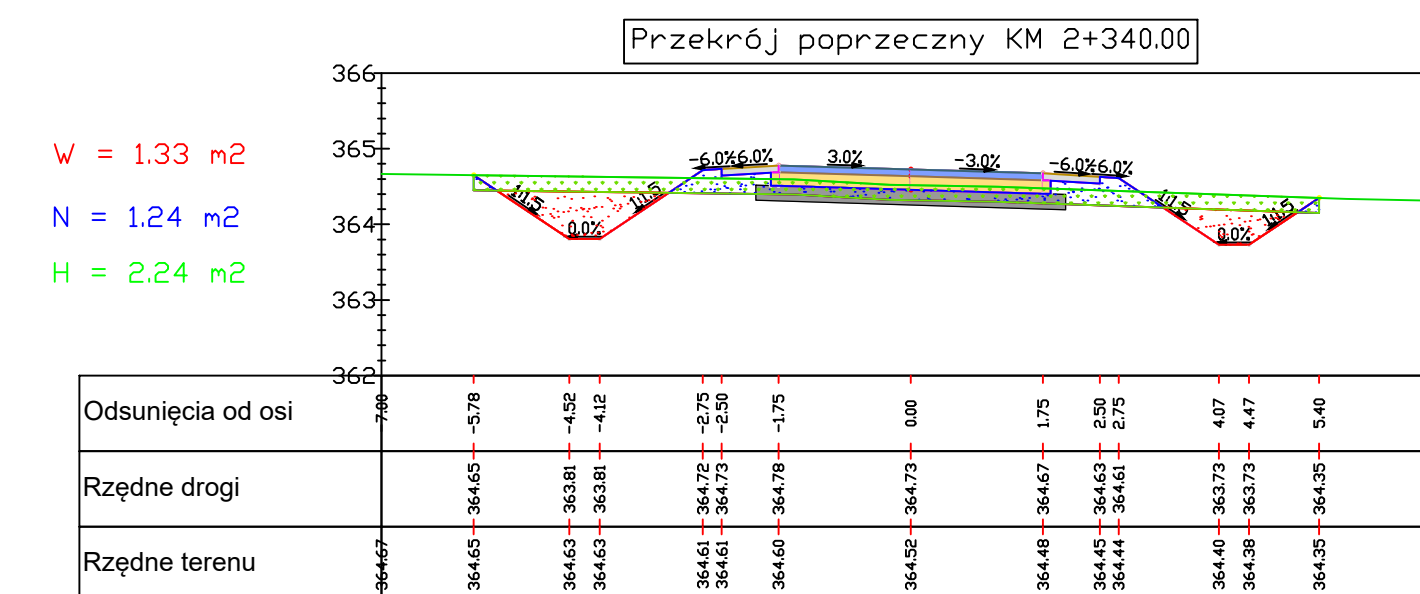 Przekrój poprzeczny KM 2+340.00
366
365
364
363
362
W = 1.33 m2
N = 1.24 m2
H = 2.24 m2
-6.0% -6.0% 3.0% -3.0% -6.0% -6.0%
1:1.5 0.0% 1:1.5 1:1.5 0.0% 1:1.5
Odsunięcia od osi -7.00 -5.78 -4.52 -4.12 -2.75 -2.50 -1.75 0.00 1.75 2.50 2.75 4.07 4.47 5.40
Rzędne drogi 364.65 363.81 363.81 364.72 364.73 364.78 364.73 364.67 364.63 364.61 363.73 363.73 364.35
Rzędne terenu 364.67 364.65 364.63 364.63 364.61 364.61 364.60 364.52 364.48 364.45 364.44 364.40 364.38 364.35